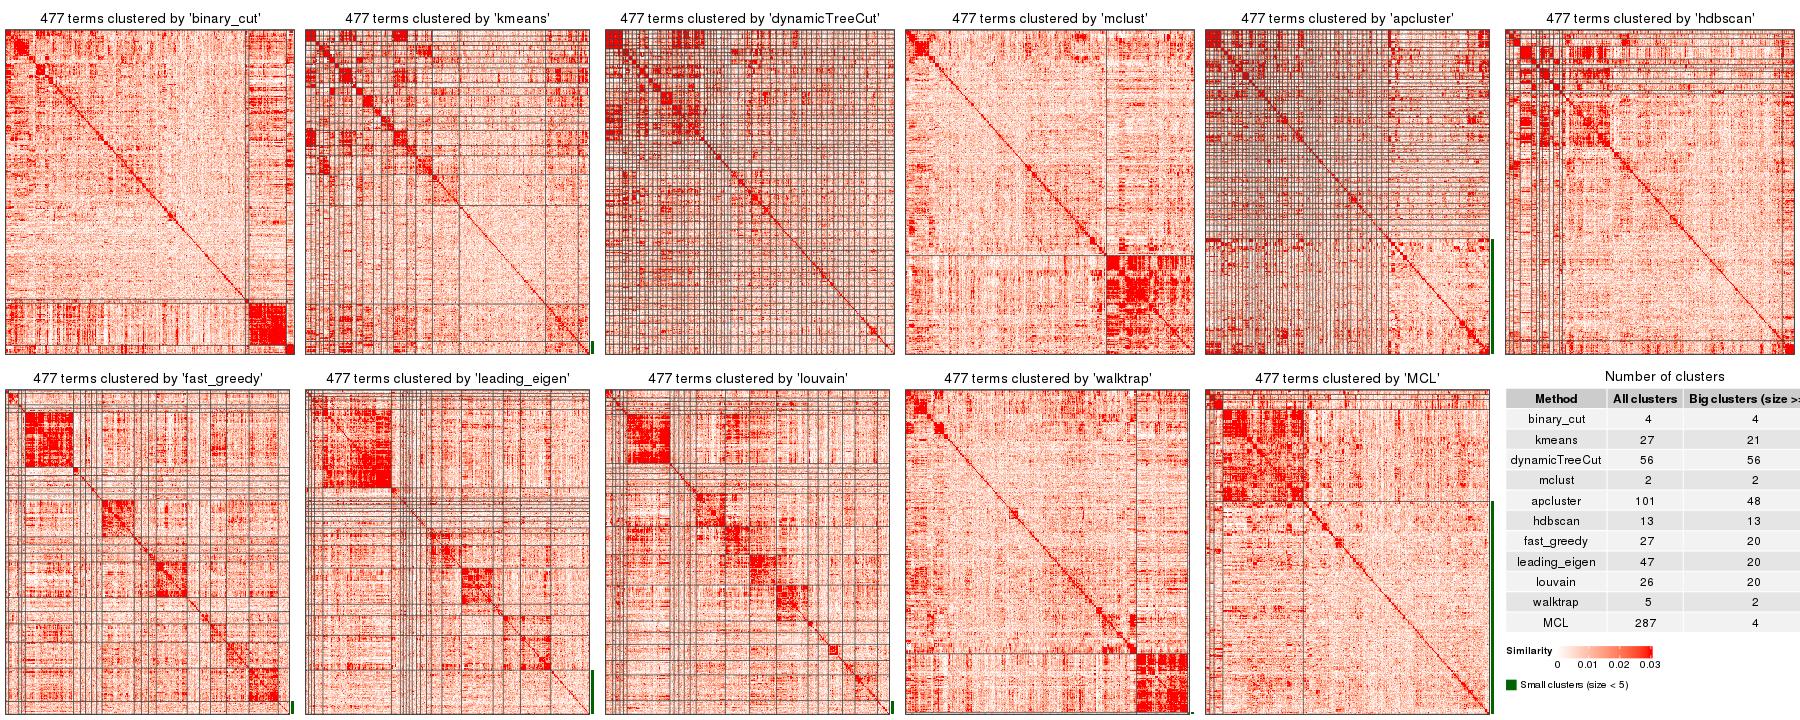 477 terms clustered by 'binary_cut'
477 terms clustered by 'kmeans'
477 terms clustered by 'dynamicTreeCut'
477 terms clustered by 'mclust'
477 terms clustered by 'apcluster'
477 terms clustered by 'hdbscan'
477 terms clustered by 'fast_greedy'
477 terms clustered by 'leading_eigen'
477 terms clustered by 'louvain'
477 terms clustered by 'walktrap'
477 terms clustered by 'MCL'
Number of clusters
Method All clusters Big clusters (size >
binary_cut 4 4
kmeans 27 21
dynamicTreeCut 56 56
mclust 2 2
apcluster 101 48
hdbscan 13 13
fast_greedy 27 20
leading_eigen 47 20
louvain 26 20
walktrap 5 2
MCL 287 4
Similarity
0 0.01 0.02 0.03
Small clusters (size < 5)